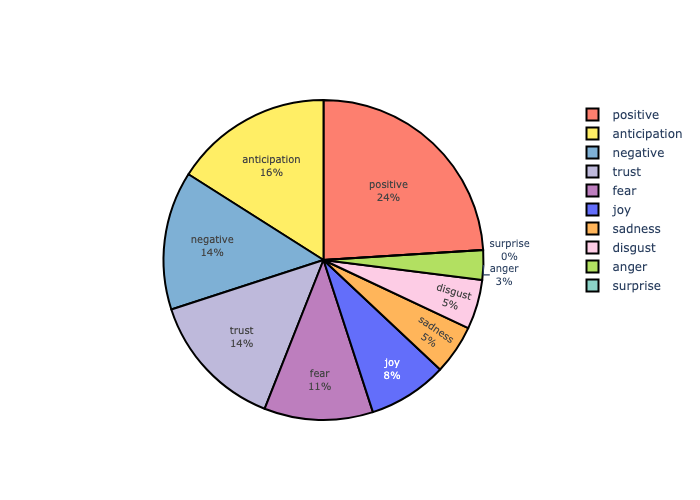 positive
24%
anticipation
16%
negative
14%
trust
14%
fear
11%
joy
8%
sadness
5%
disgust
5%
anger
3%
surprise
0%
positive
anticipation
negative
trust
fear
joy
sadness
disgust
anger
surprise